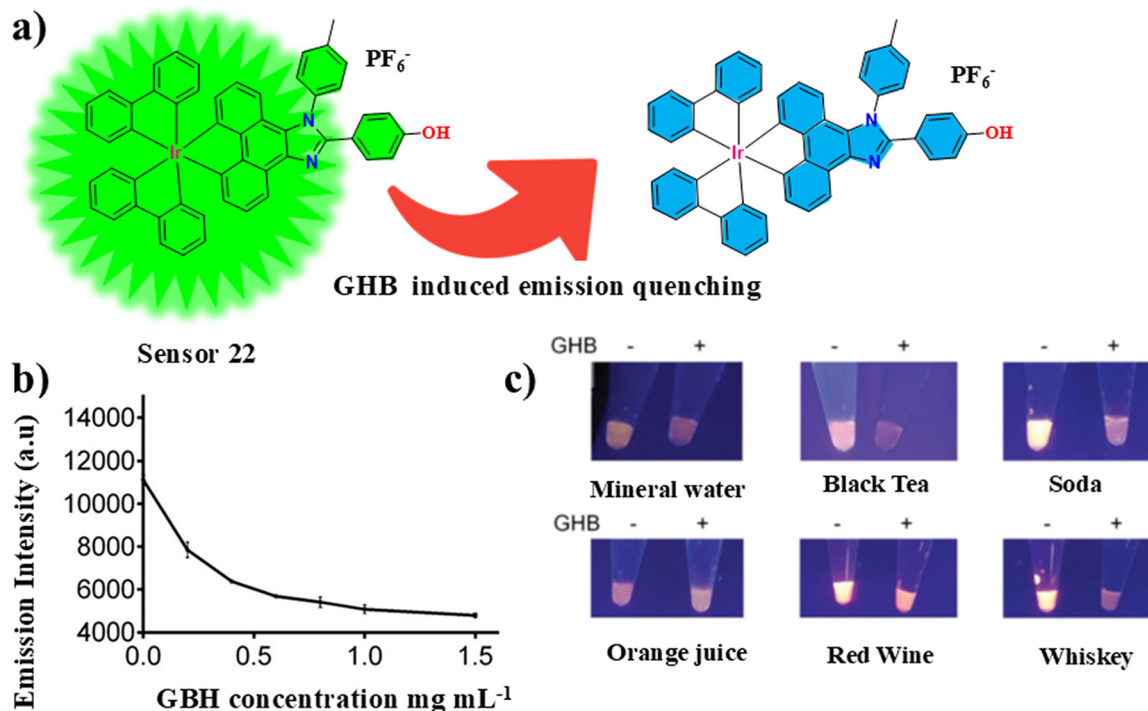 a)
PF6-
N
N
OH
Ir
PF6-
N
N
OH
Ir
GHB induced emission quenching
Sensor 22
b)
Emission Intensity (a.u)
14000
12000
10000
8000
6000
4000
0.0 0.5 1.0 1.5
GBH concentration mg mL-1
c)
GHB - +
- +
- +
Mineral water
Black Tea
Soda
GHB - +
- +
- +
Orange juice
Red Wine
Whiskey